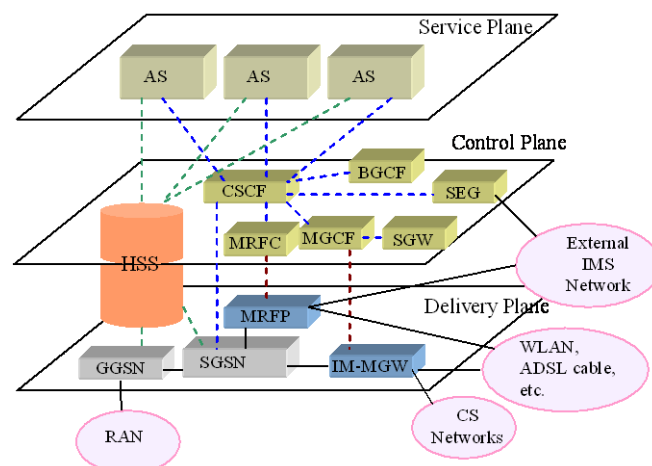 Service Plane
AS
AS
AS
Control Plane
BGCF
CSCF
SEG
MRFC
MGCF
SGW
HSS
External
IMS
Network
Delivery Plane
MRFP
SGSN
GGSN
IM-MGW
WLAN,
ADSL cable,
etc.
RAN
CS
Networks